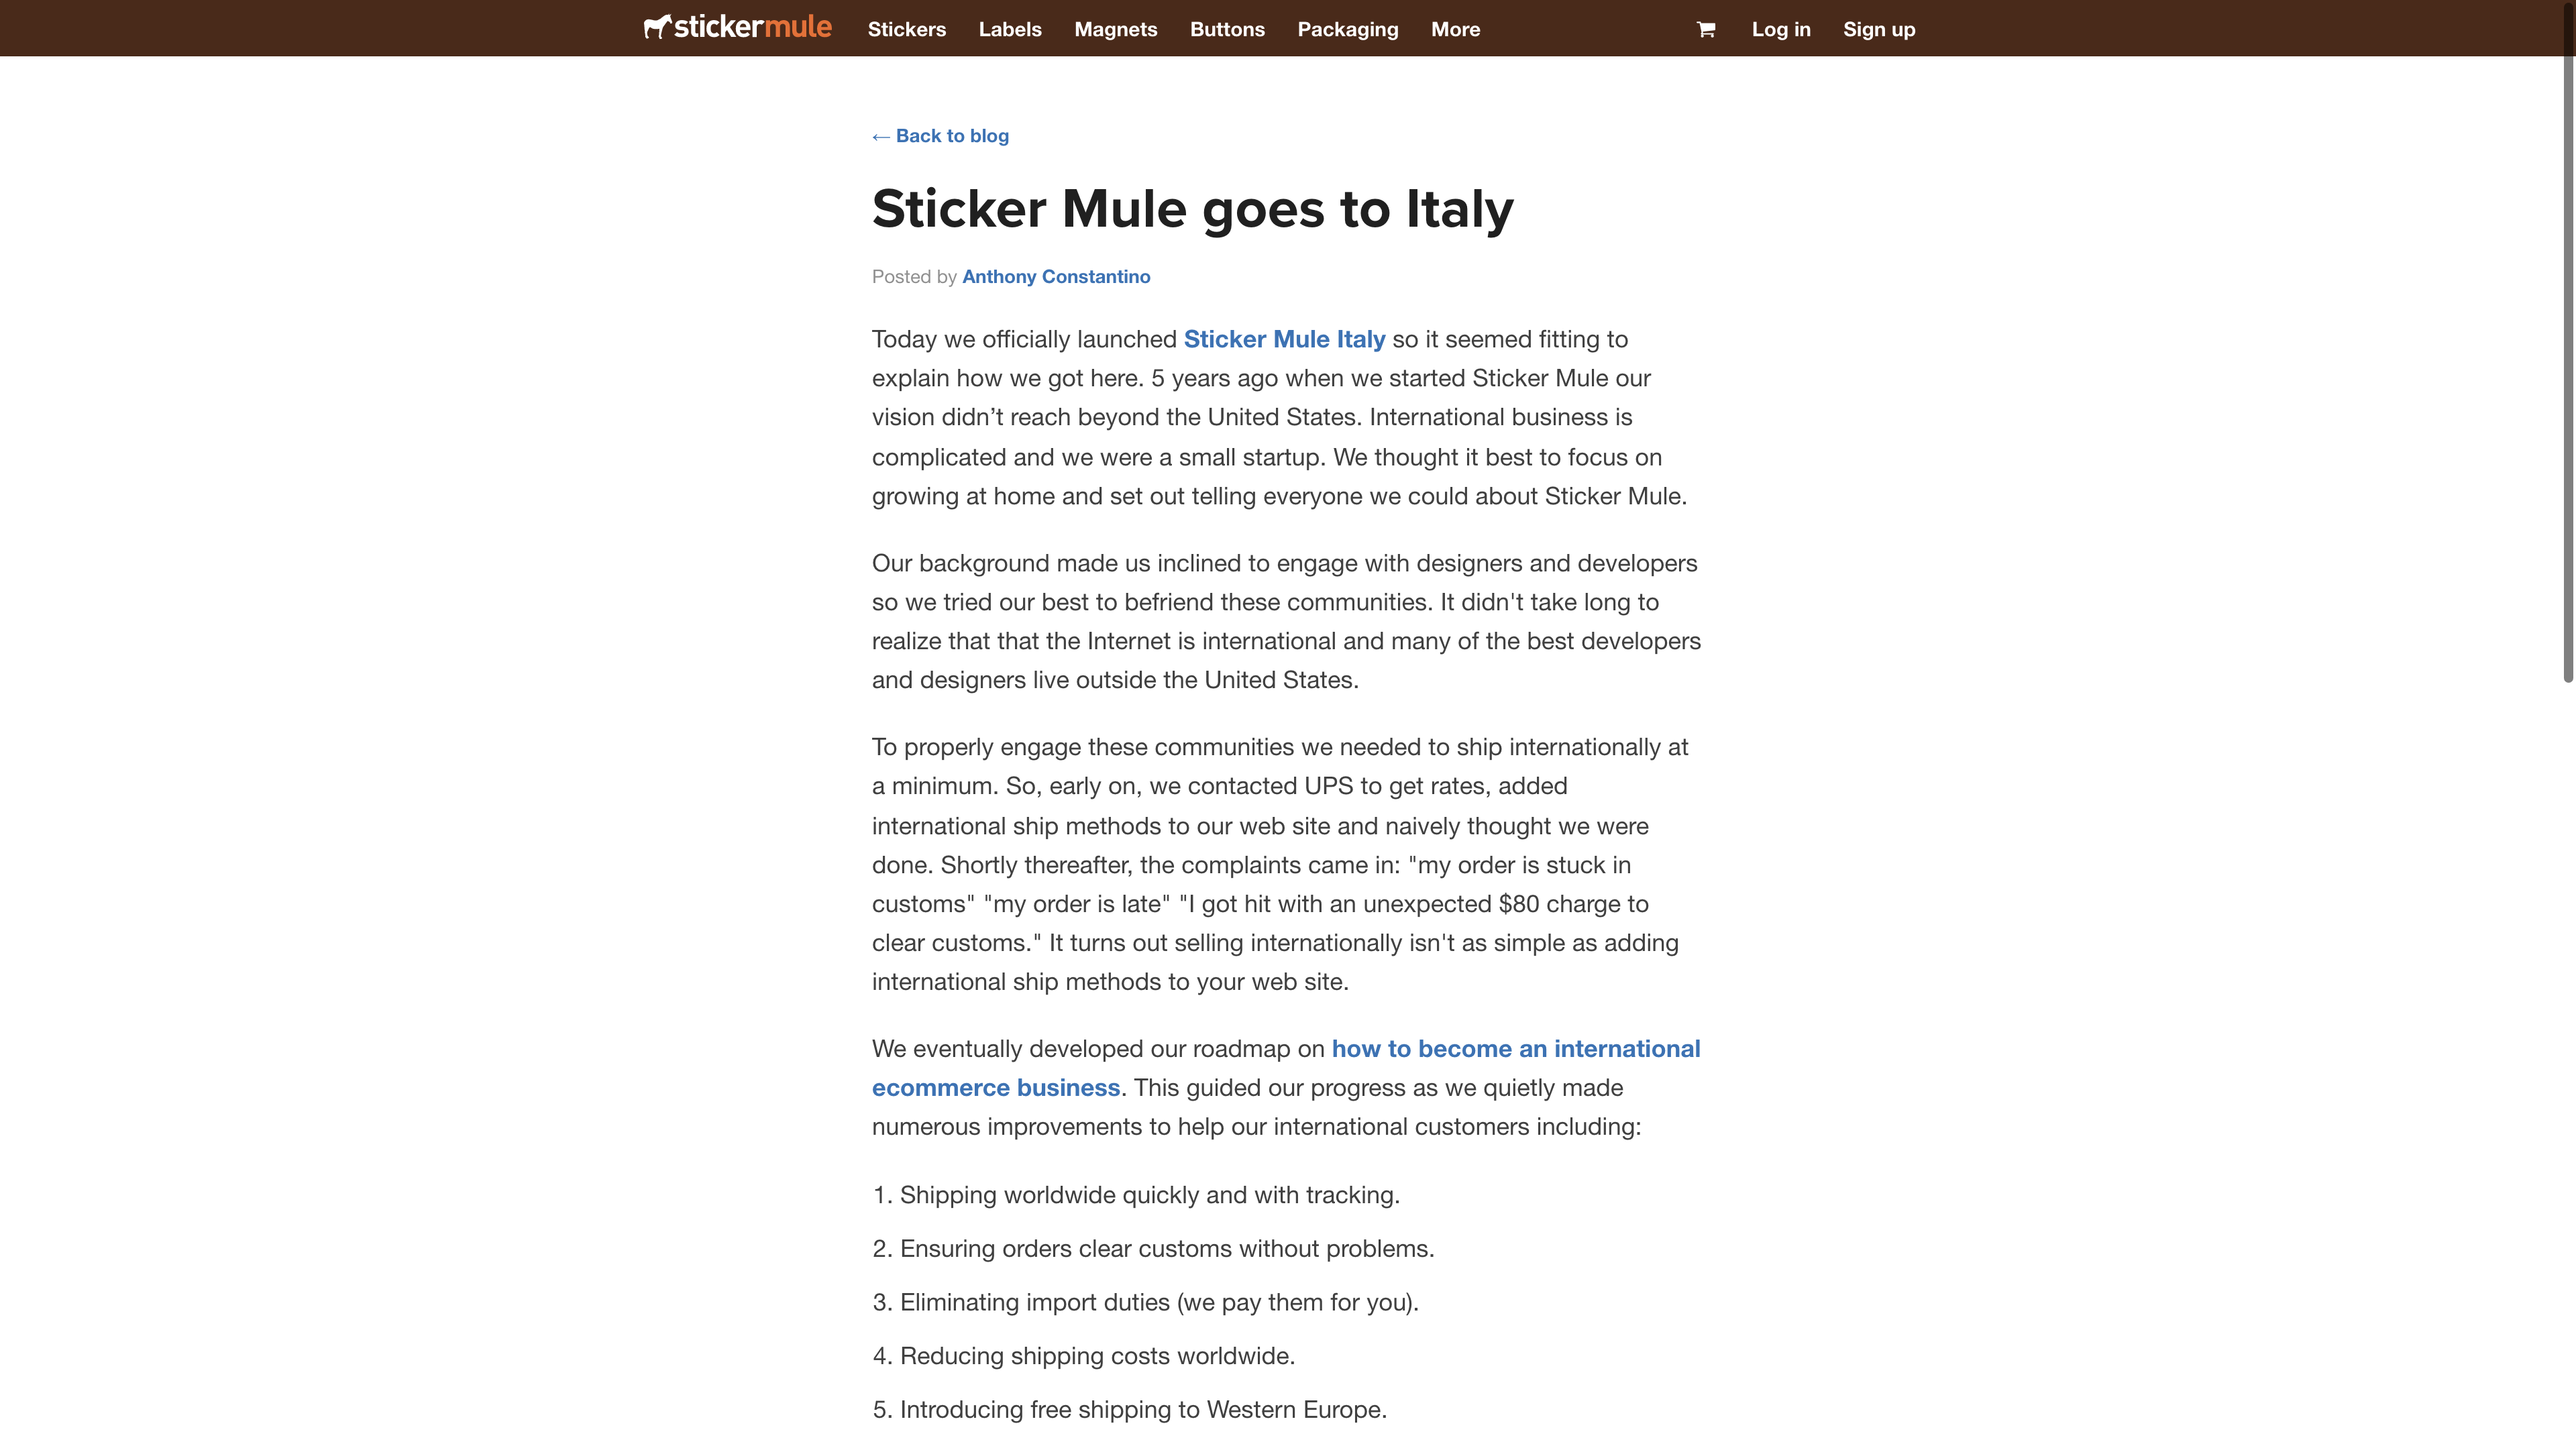 stickermule Stickers Labels Magnets Buttons Packaging More Log in Sign up
← Back to blog
Sticker Mule goes to Italy
Posted by Anthony Constantino
Today we officially launched Sticker Mule Italy so it seemed fitting to
explain how we got here. 5 years ago when we started Sticker Mule our
vision didn’t reach beyond the United States. International business is
complicated and we were a small startup. We thought it best to focus on
growing at home and set out telling everyone we could about Sticker Mule.
Our background made us inclined to engage with designers and developers
so we tried our best to befriend these communities. It didn't take long to
realize that that the Internet is international and many of the best developers
and designers live outside the United States.
To properly engage these communities we needed to ship internationally at
a minimum. So, early on, we contacted UPS to get rates, added
international ship methods to our web site and naively thought we were
done. Shortly thereafter, the complaints came in: "my order is stuck in
customs" "my order is late" "I got hit with an unexpected $80 charge to
clear customs." It turns out selling internationally isn't as simple as adding
international ship methods to your web site.
We eventually developed our roadmap on how to become an international
ecommerce business. This guided our progress as we quietly made
numerous improvements to help our international customers including:
1. Shipping worldwide quickly and with tracking.
2. Ensuring orders clear customs without problems.
3. Eliminating import duties (we pay them for you).
4. Reducing shipping costs worldwide.
5. Introducing free shipping to Western Europe.